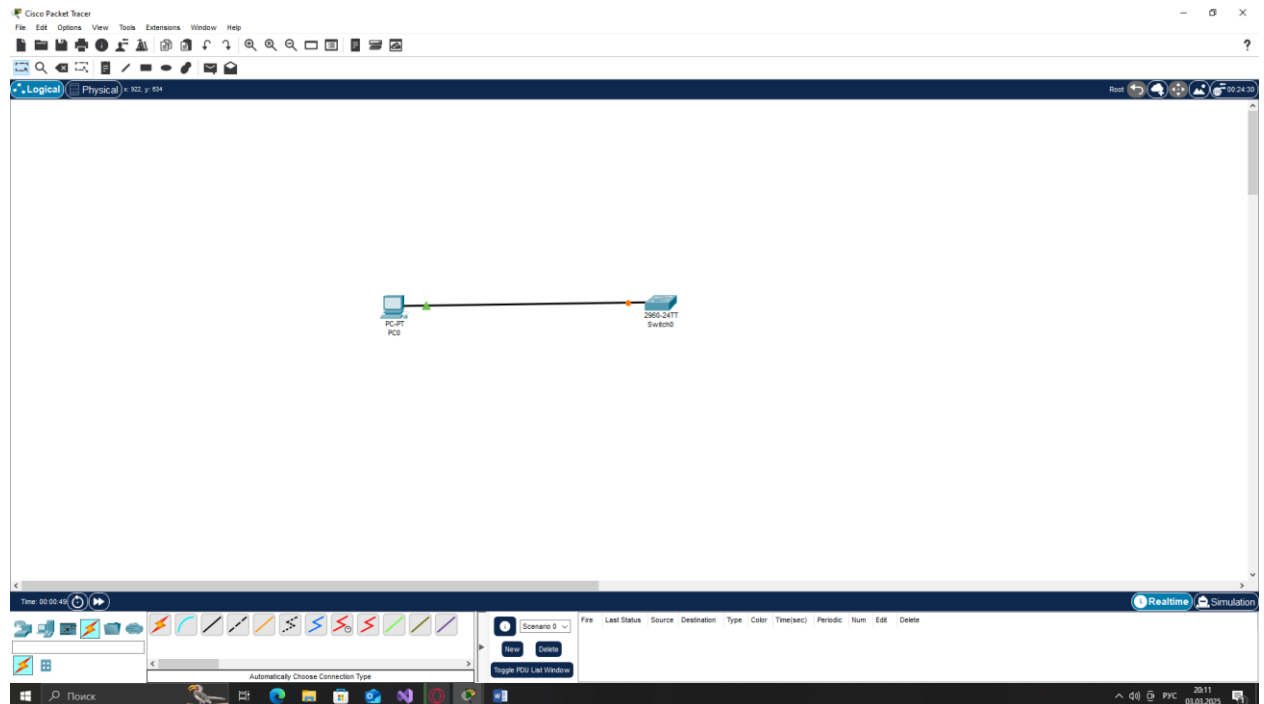 Cisco Packet Tracer
File Edit Options View Tools Extensions Window Help
?
Logical Physical x: 922, y: 634 Root 00:24:30
PC-PT
PC0
2960-24TT
Switch0
Time: 00:00:49 Realtime Simulation
Scenario 0
New Delete
Toggle PDU List Window
Fire Last Status Source Destination Type Color Time(sec) Periodic Num Edit Delete
Automatically Choose Connection Type
Поиск
РУС 20:11
03.03.2025